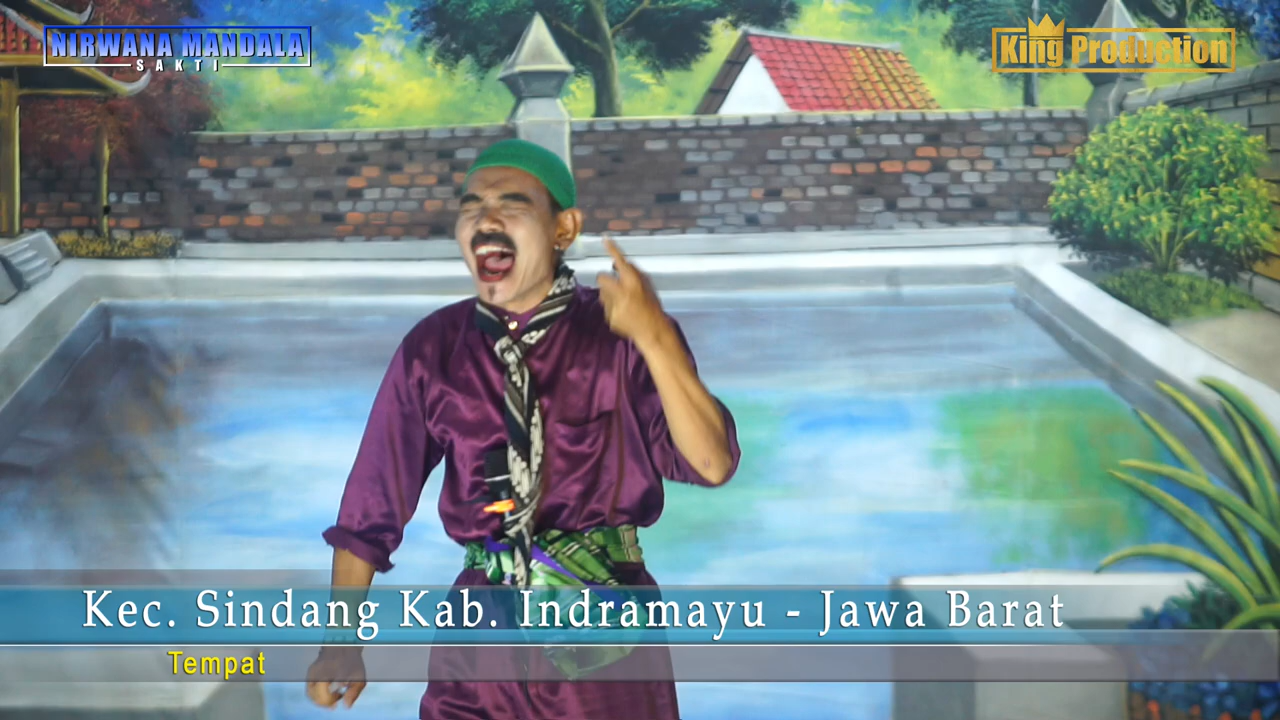 NIRWANA MANDALA
SAKTI
King Production
Kec. Sindang Kab. Indramayu - Jawa Barat
Tempat